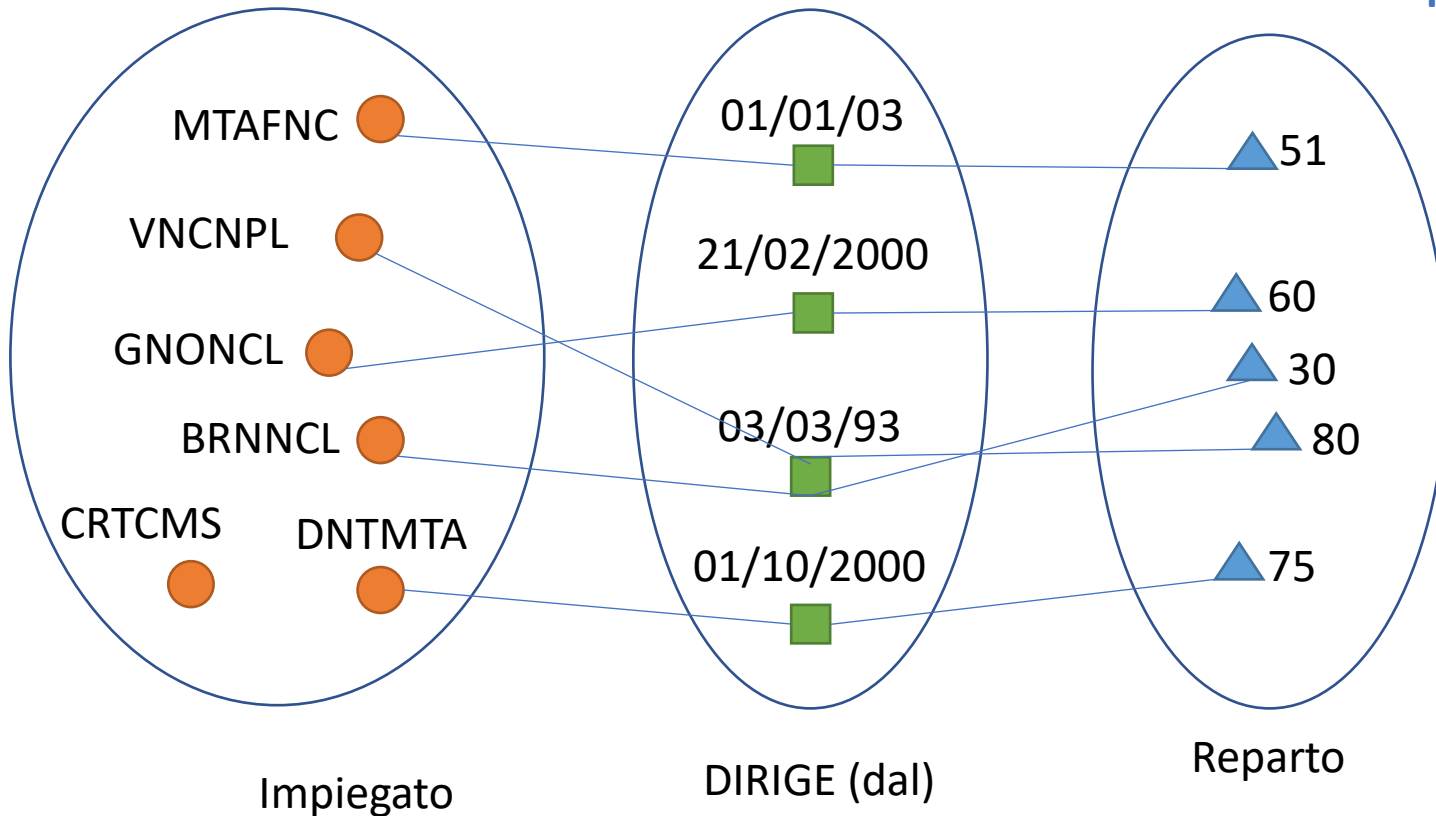 MTAFNC
VNCNPL
GNONCL
BRNNCL
CRTCMS
DNTMTA
Impiegato
01/01/03
21/02/2000
03/03/93
01/10/2000
DIRIGE (dal)
51
60
30
80
75
Reparto